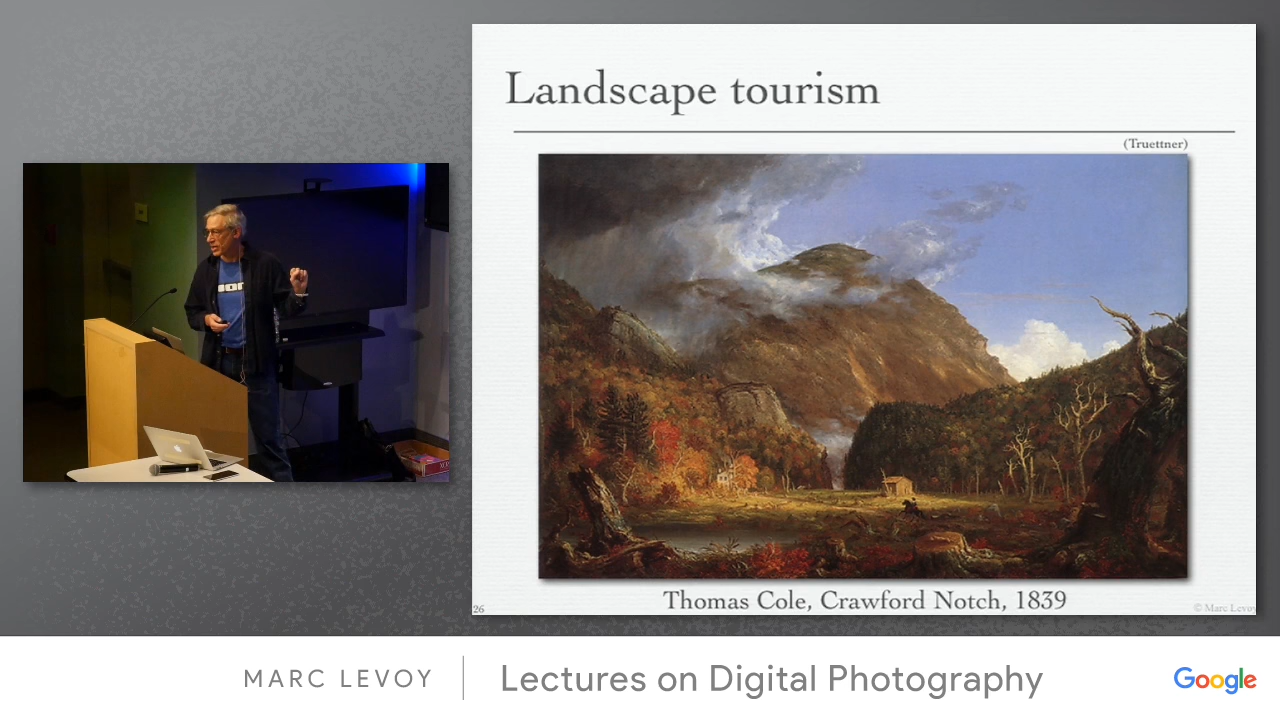 Landscape tourism
(Truettner)
Thomas Cole, Crawford Notch, 1839
26
© Marc Levoy
MARC LEVOY
Lectures on Digital Photography
Google